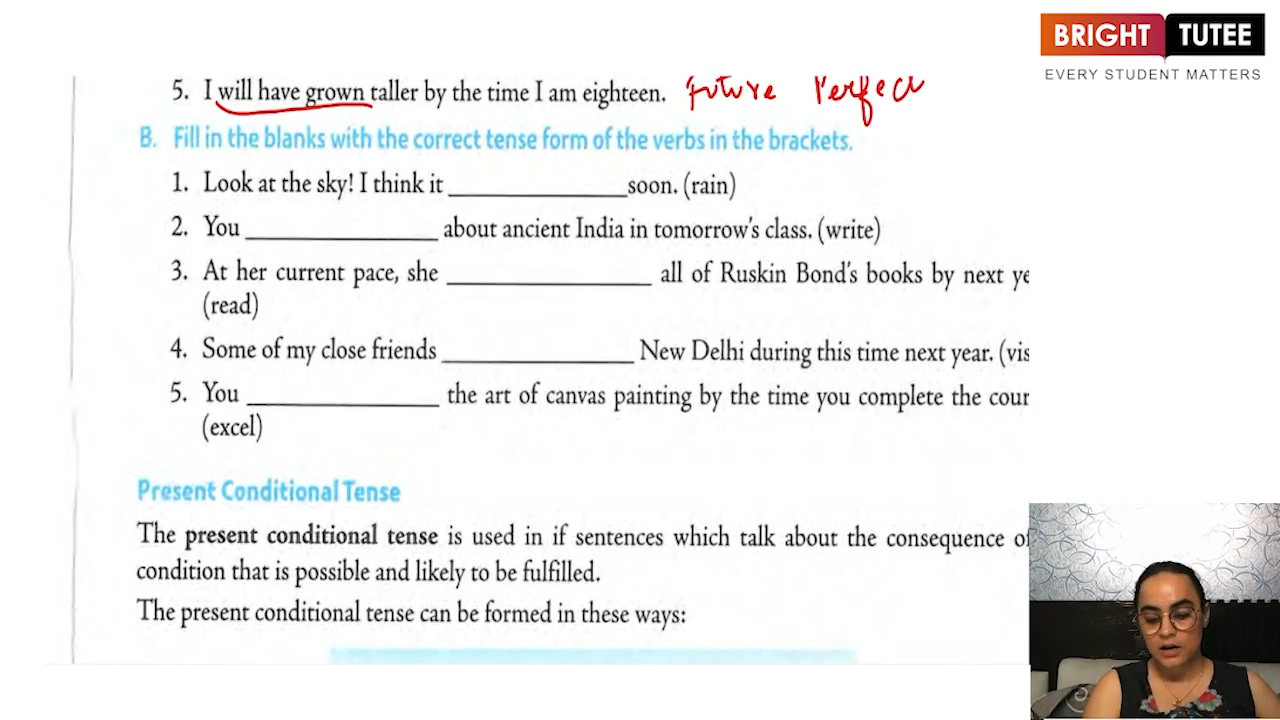 BRIGHT TUTEE
EVERY STUDENT MATTERS
5. I will have grown taller by the time I am eighteen. Future Perfec
B. Fill in the blanks with the correct tense form of the verbs in the brackets.
1. Look at the sky! I think it ____________ soon. (rain)
2. You ____________ about ancient India in tomorrow's class. (write)
3. At her current pace, she ____________ all of Ruskin Bond's books by next ye
(read)
4. Some of my close friends ____________ New Delhi during this time next year. (vis
5. You ____________ the art of canvas painting by the time you complete the cour
(excel)
Present Conditional Tense
The present conditional tense is used in if sentences which talk about the consequence of
condition that is possible and likely to be fulfilled.
The present conditional tense can be formed in these ways: